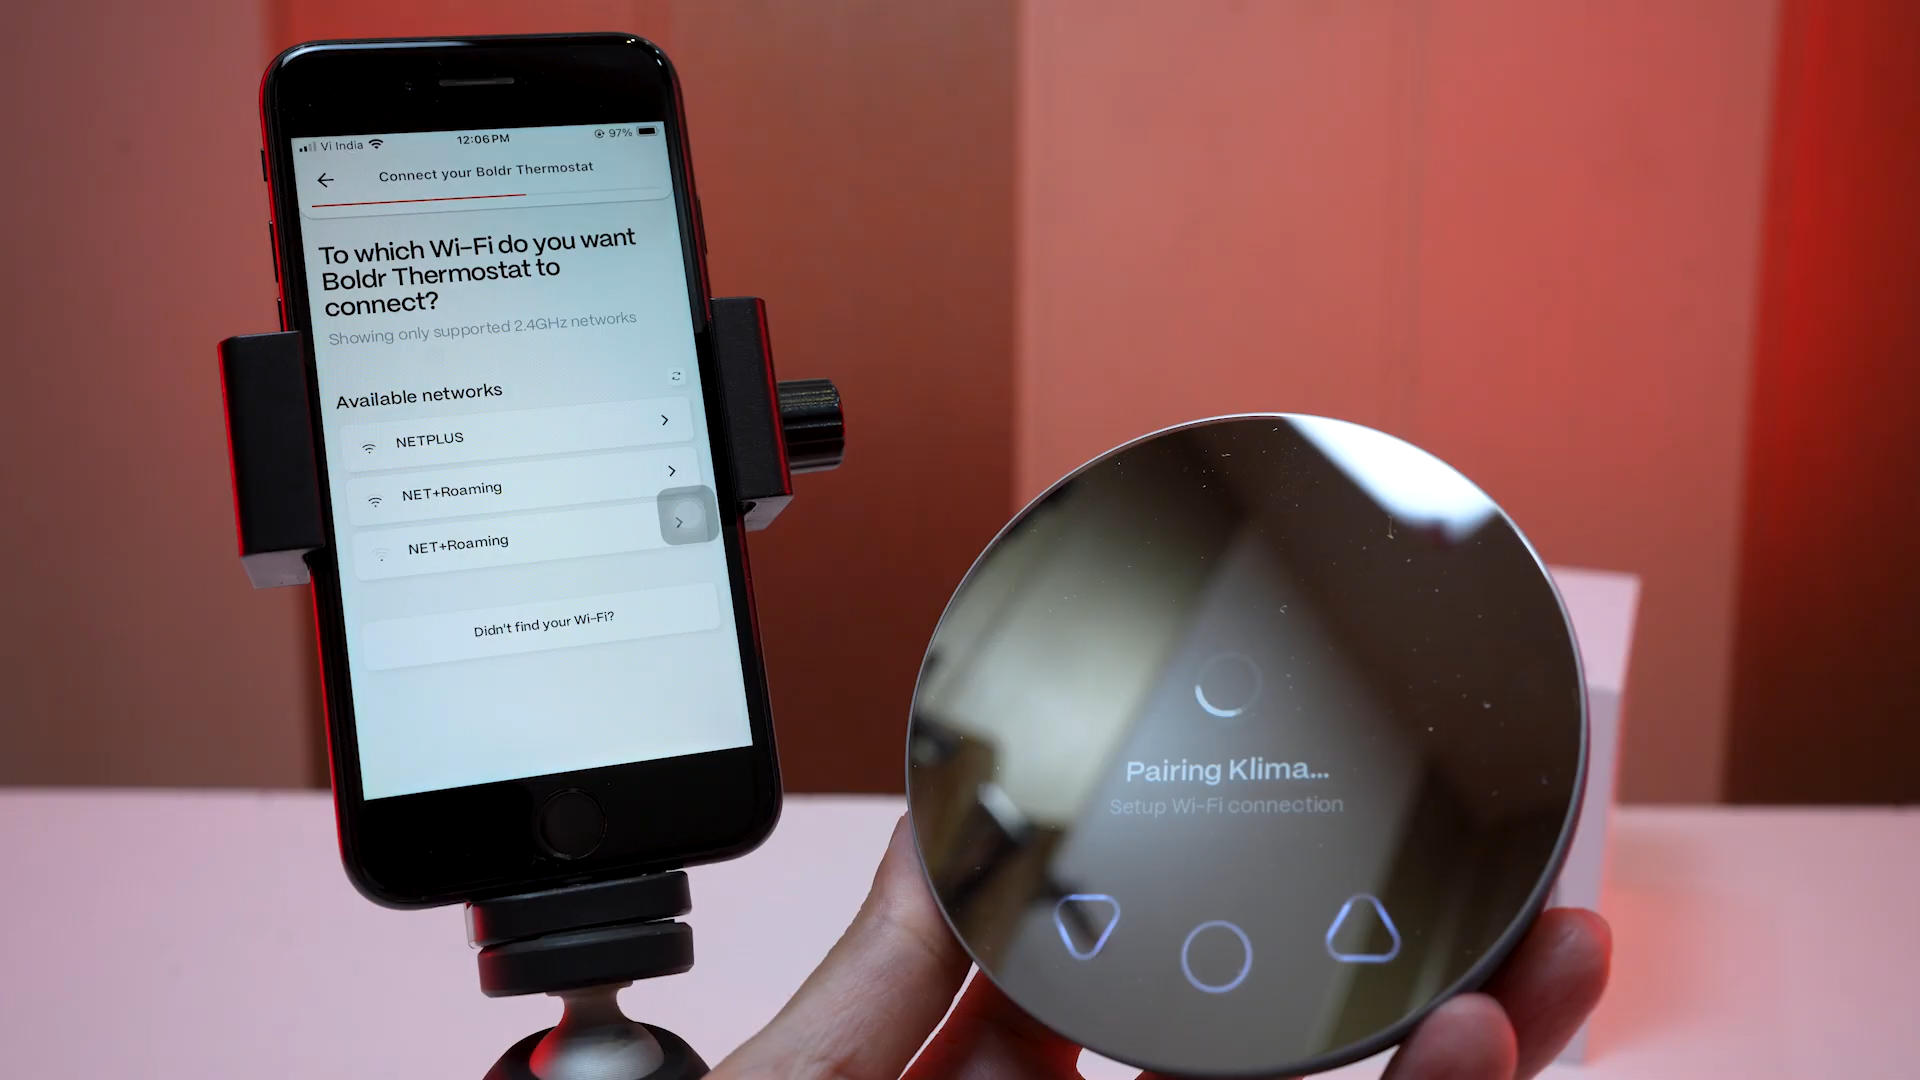 Vi India
12:06 PM
97%
Connect your Boldr Thermostat
To which Wi-Fi do you want
Boldr Thermostat to
connect?
Showing only supported 2.4GHz networks
Available networks
NETPLUS
NET+Roaming
NET+Roaming
Didn't find your Wi-Fi?
Pairing Klima...
Setup Wi-Fi connection